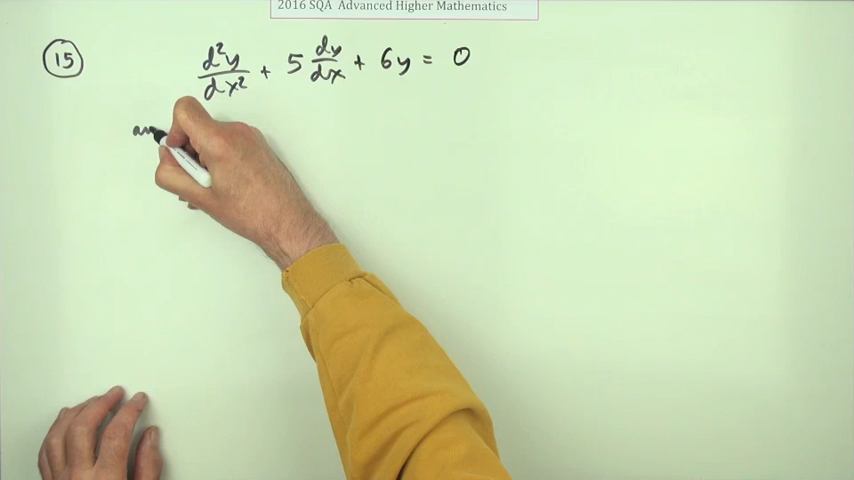 2016 SQA Advanced Higher Mathematics
15
d²y/dx² + 5 dy/dx + 6y = 0